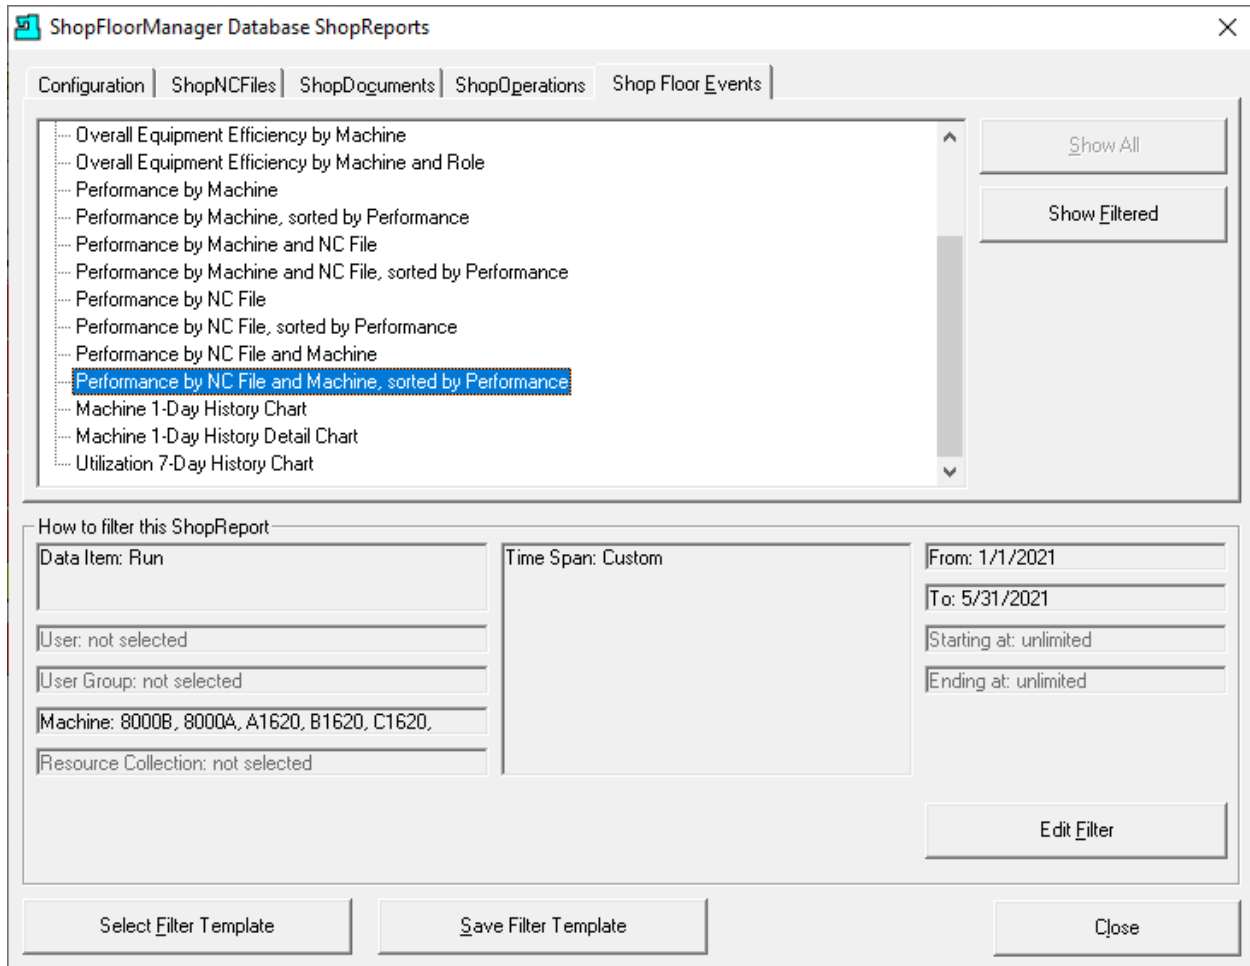 ShopFloorManager Database ShopReports
Configuration
ShopNCFiles
ShopDocuments
ShopOperations
Shop Floor Events
Overall Equipment Efficiency by Machine
Overall Equipment Efficiency by Machine and Role
Performance by Machine
Performance by Machine, sorted by Performance
Performance by Machine and NC File
Performance by Machine and NC File, sorted by Performance
Performance by NC File
Performance by NC File, sorted by Performance
Performance by NC File and Machine
Performance by NC File and Machine, sorted by Performance
Machine 1-Day History Chart
Machine 1-Day History Detail Chart
Utilization 7-Day History Chart
Show All
Show Filtered
How to filter this ShopReport
Data Item: Run
User: not selected
User Group: not selected
Machine: 8000B, 8000A, A1620, B1620, C1620,
Resource Collection: not selected
Time Span: Custom
From: 1/1/2021
To: 5/31/2021
Starting at: unlimited
Ending at: unlimited
Edit Filter
Select Filter Template
Save Filter Template
Close